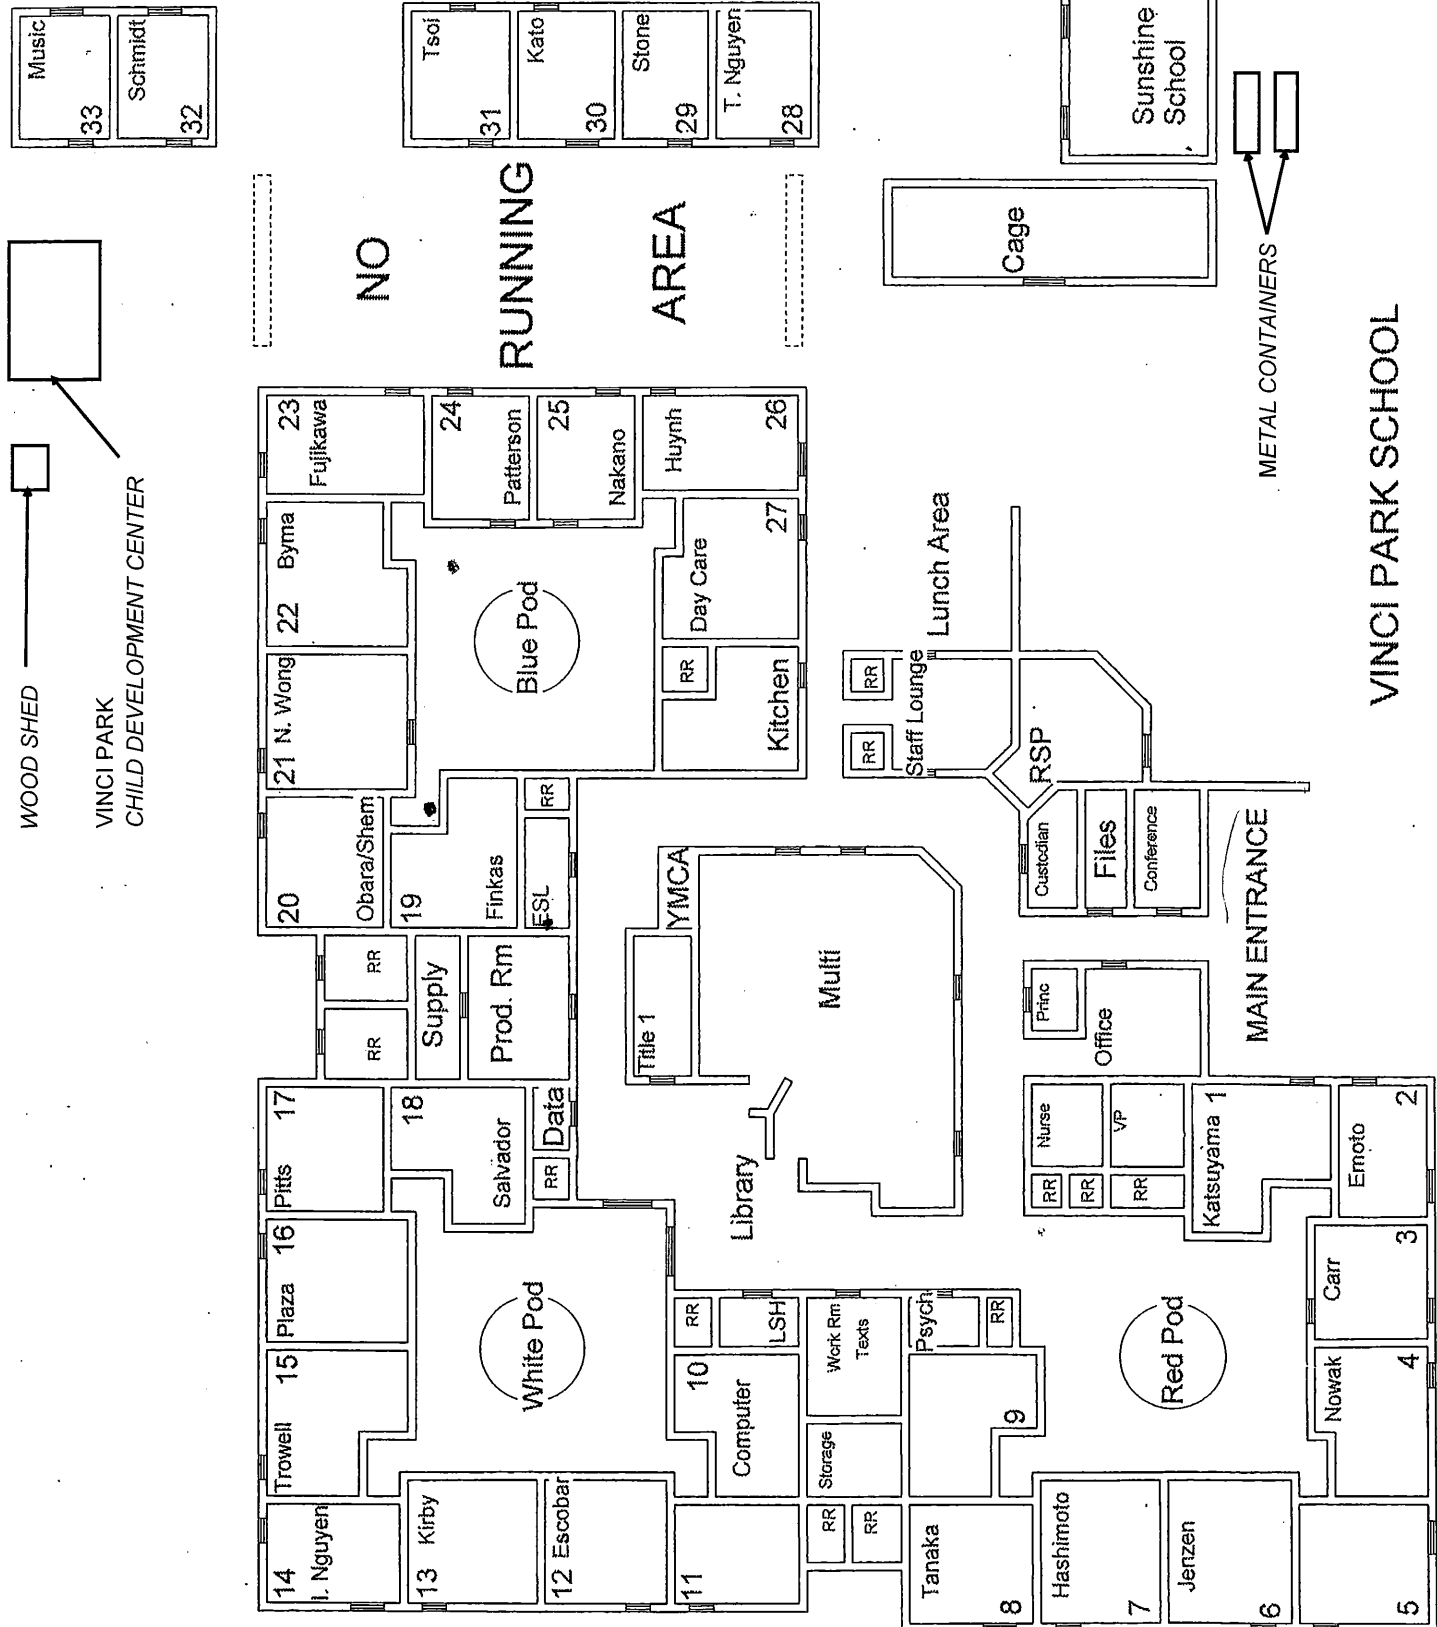 WOOD SHED
VINCI PARK
CHILD DEVELOPMENT CENTER
Music
33
Schmidt
32
Tsoi
31
Kato
30
Stone
29
T. Nguyen
28
NO
RUNNING
AREA
Sunshine
School
Cage
METAL CONTAINERS
14
I. Nguyen
Trowell
15
Plaza
16
Pitts
17
RR
RR
20
Obara/Shem
21 N. Wong
22
Byma
23
Fujikawa
13 Kirby
12 Escobar
11
White Pod
18
Salvador
RR
Data
Supply
Prod. Rm
19
Finkas
ESL
RR
Blue Pod
24
Patterson
25
Nakano
Huynh
26
Day Care
27
RR
Kitchen
10
Computer
RR
LSH
Library
Title 1
YMCA
Multi
Storage
Work Rm
Texts
RR
RR
Psych
RR
9
RR
RR
Staff Lounge
Lunch Area
RSP
Custodian
Files
Conference
Princ
Office
MAIN ENTRANCE
Nurse
VP
RR
RR
RR
Katsuyama 1
Emoto
2
Carr
3
Nowak
4
Red Pod
Tanaka
8
Hashimoto
7
Jenzen
6
5
VINCI PARK SCHOOL